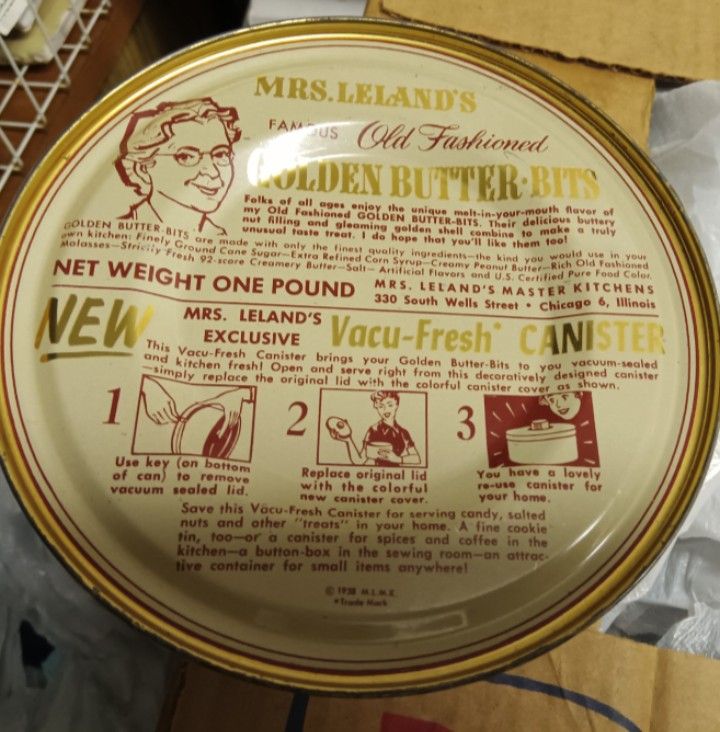 MRS. LELAND'S
FAMOUS Old Fashioned
GOLDEN BUTTER-BITS
Folks of all ages enjoy the unique melt-in-your-mouth flavor of
my Old Fashioned GOLDEN BUTTER-BITS. Their delicious buttery
nut filling and gleaming golden shell combine to make a truly
unusual taste treat. I do hope that you'll like them too!
GOLDEN BUTTER-BITS are made with only the finest quality ingredients—the kind you would use in your
own kitchen: Finely Ground Cane Sugar—Extra Refined Corn Syrup—Creamy Peanut Butter—Rich Old Fashioned
Molasses—Strictly Fresh 92-score Creamery Butter—Salt— Artificial Flavors and U.S. Certified Pure Food Color.
NET WEIGHT ONE POUND
MRS. LELAND'S MASTER KITCHENS
330 South Wells Street • Chicago 6, Illinois
NEW
MRS. LELAND'S
EXCLUSIVE
Vacu-Fresh* CANISTER
This Vacu-Fresh Canister brings your Golden Butter-Bits to you vacuum-sealed
and kitchen fresh! Open and serve right from this decoratively designed canister
—simply replace the original lid with the colorful canister cover as shown.
1
Use key (on bottom
of can) to remove
vacuum sealed lid.
2
Replace original lid
with the colorful
new canister cover.
3
You have a lovely
re-use canister for
your home.
Save this Vacu-Fresh Canister for serving candy, salted
nuts and other "treats" in your home. A fine cookie
tin, too—or a canister for spices and coffee in the
kitchen—a button-box in the sewing room—an attrac-
tive container for small items anywhere!
© 1958 M.L.M.K.
*Trade Mark